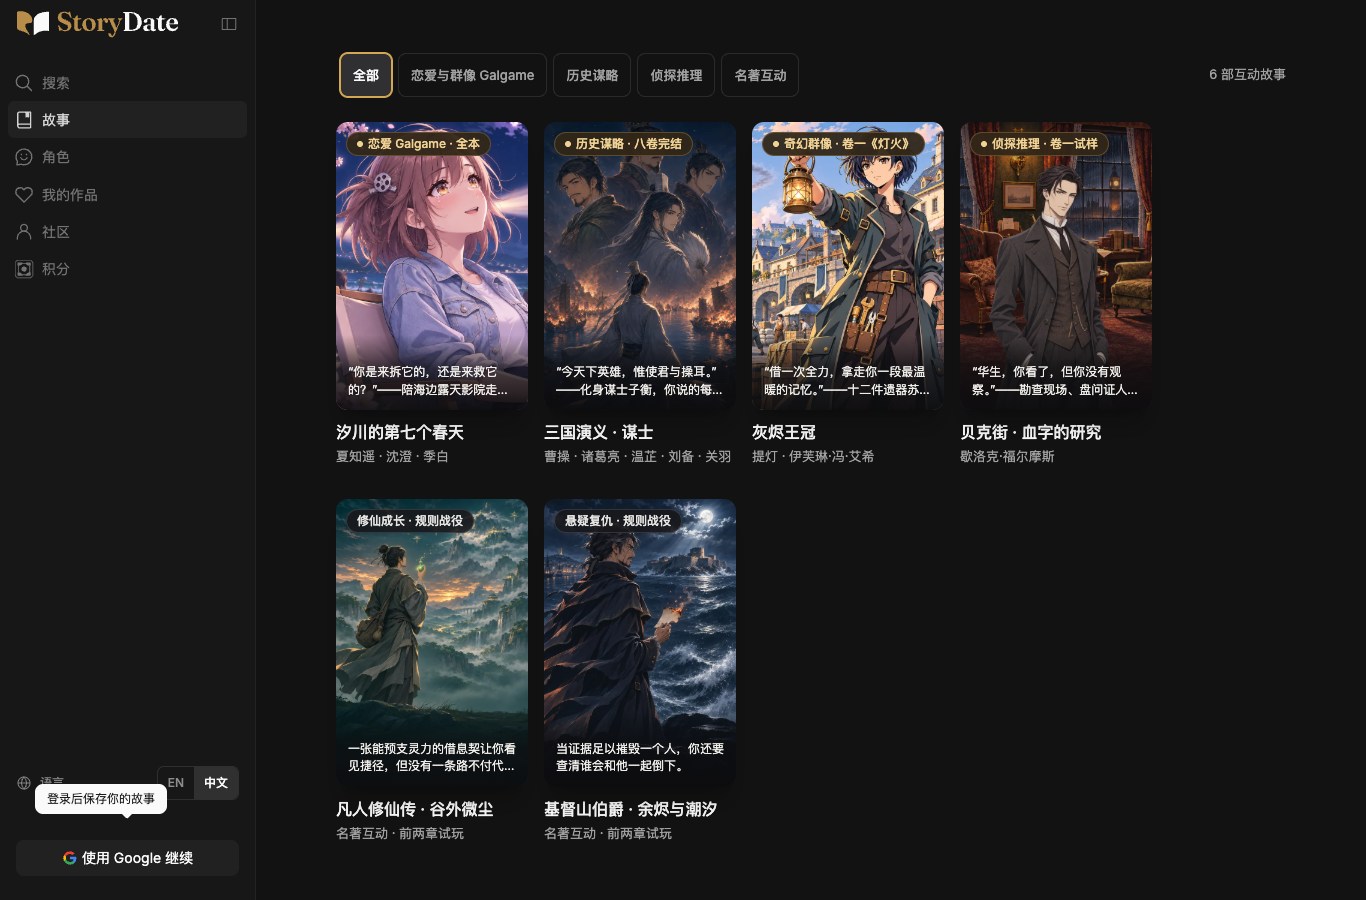 StoryDate
搜索
故事
角色
我的作品
社区
积分
EN
中文
登录后保存你的故事
使用 Google 继续
全部
恋爱与群像 Galgame
历史谋略
侦探推理
名著互动
6 部互动故事
恋爱 Galgame · 全本
“你是来拆它的，还是来救它
的？”——陪海边露天影院走...
汐川的第七个春天
夏知遥 · 沈澄 · 季白
历史谋略 · 八卷完结
“今天下英雄，惟使君与操耳。”
——化身谋士子衡，你说的每...
三国演义 · 谋士
曹操 · 诸葛亮 · 温芷 · 刘备 · 关羽
奇幻群像 · 卷一《灯火》
“借一次全力，拿走你一段最温
暖的记忆。”——十二件遗器苏...
灰烬王冠
提灯 · 伊芙琳·冯·艾希
侦探推理 · 卷一试样
“华生，你看了，但你没有观
察。”——勘查现场、盘问证人...
贝克街 · 血字的研究
歇洛克·福尔摩斯
修仙成长 · 规则战役
一张能预支灵力的借息契让你看
见捷径，但没有一条路不付代...
凡人修仙传 · 谷外微尘
名著互动 · 前两章试玩
悬疑复仇 · 规则战役
当证据足以摧毁一个人，你还要
查清谁会和他一起倒下。
基督山伯爵 · 余烬与潮汐
名著互动 · 前两章试玩